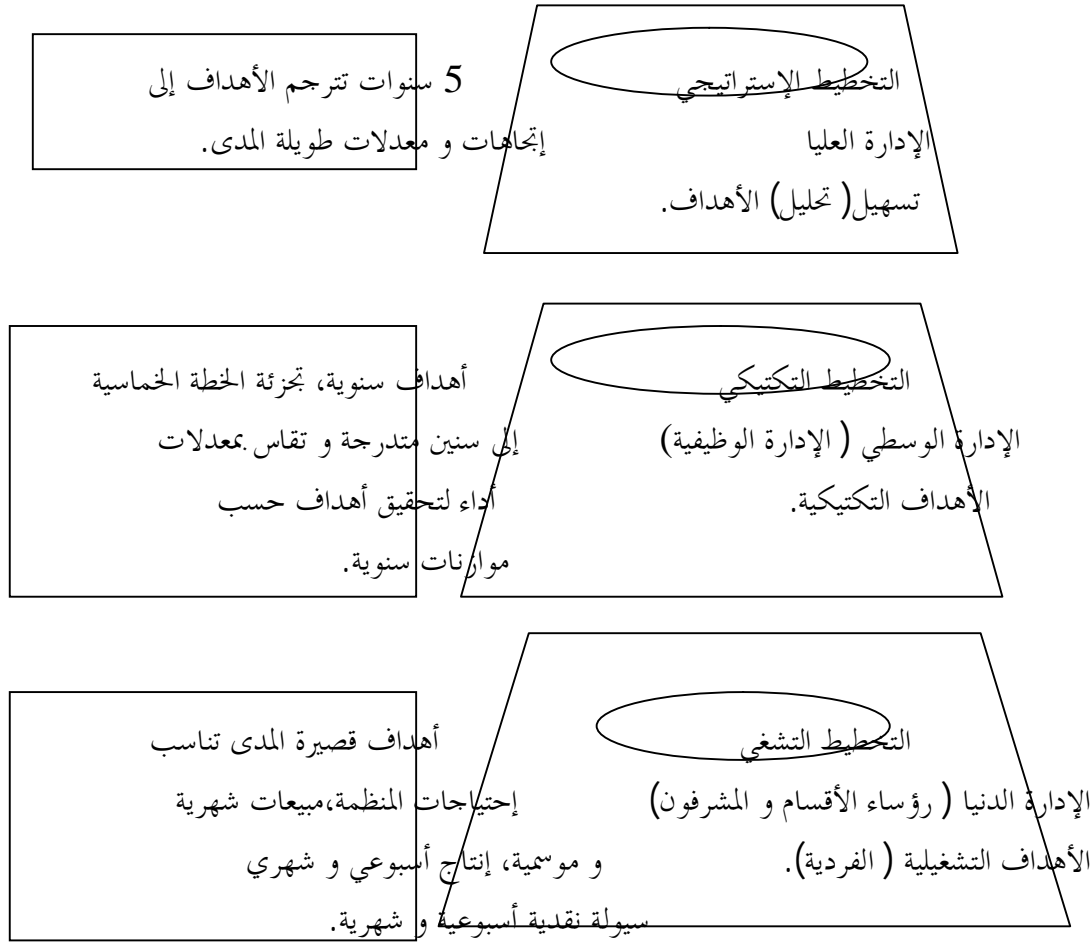 التخطيط الإستراتيجي 5 سنوات تترجم الأهداف إلى
الإدارة العليا إتجاهات و معدلات طويلة المدى.
تسهيل( تحليل) الأهداف.
التخطيط التكتيكي أهداف سنوية، تجزئة الخطة الخماسية
الإدارة الوسطي ( الإدارة الوظيفية) إلى سنين متدرجة و تقاس بمعدلات
الأهداف التكتيكية. أداء لتحقيق أهداف حسب
موازنات سنوية.
التخطيط التشغي أهداف قصيرة المدى تناسب
الإدارة الدنيا ( رؤساء الأقسام و المشرفون) إحتياجات المنظمة،مبيعات شهرية
الأهداف التشغيلية ( الفردية). و موسمية، إنتاج أسبوعي و شهري
سيولة نقدية أسبوعية و شهرية.